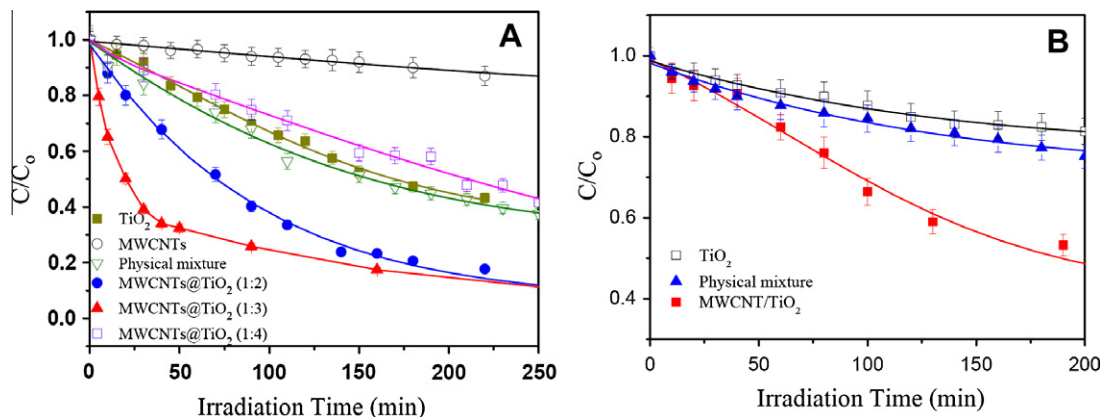 A
C/Co
1.0
0.8
0.6
0.4
0.2
0.0
TiO2
MWCNTs
Physical mixture
MWCNTs@TiO2 (1:2)
MWCNTs@TiO2 (1:3)
MWCNTs@TiO2 (1:4)
0 50 100 150 200 250
Irradiation Time (min)
B
C/Co
1.0
0.8
0.6
0.4
TiO2
Physical mixture
MWCNT/TiO2
0 50 100 150 200
Irradiation Time (min)